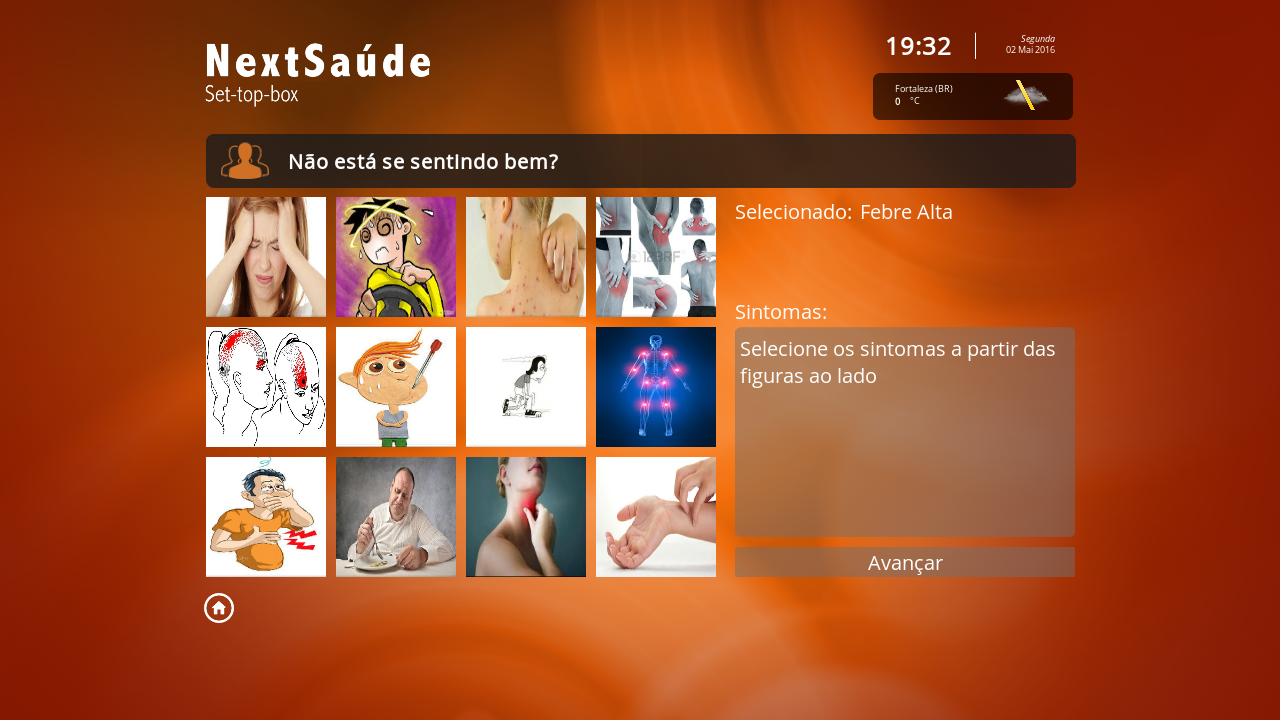 NextSaúde
Set-top-box
19:32
Segunda
02 Mai 2016
Fortaleza (BR)
0 °C
Não está se sentindo bem?
Selecionado: Febre Alta
123RF
Sintomas:
Selecione os sintomas a partir das
figuras ao lado
Avançar